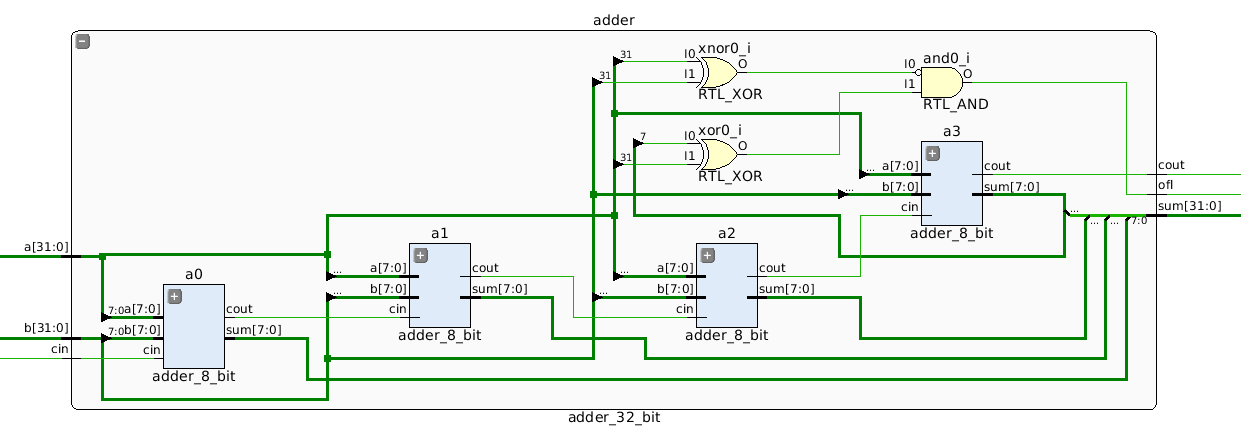 adder
xnor0_i
31
I0
31
I1
O
RTL_XOR
and0_i
I0
I1
O
RTL_AND
xor0_i
7
I0
31
I1
O
RTL_XOR
a3
... a[7:0]
... b[7:0]
cin
cout
sum[7:0]
adder_8_bit
cout
ofl
sum[31:0]
...
... ... 7:0
a[31:0]
b[31:0]
cin
a0
7:0 a[7:0]
7:0 b[7:0]
cin
cout
sum[7:0]
adder_8_bit
a1
... a[7:0]
... b[7:0]
cin
cout
sum[7:0]
adder_8_bit
a2
... a[7:0]
... b[7:0]
cin
cout
sum[7:0]
adder_8_bit
adder_32_bit